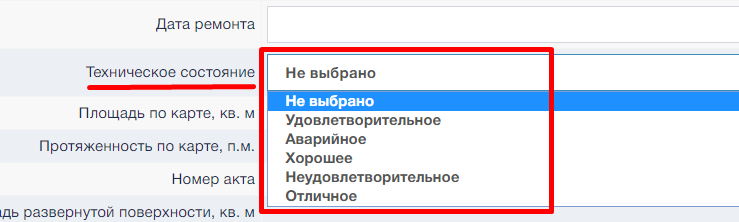 Дата ремонта
Техническое состояние
Не выбрано
Не выбрано
Площадь по карте, кв. м
Удовлетворительное
Аварийное
Протяженность по карте, п.м.
Хорошее
Номер акта
Неудовлетворительное
Отличное
дь развернутой поверхности, кв. м